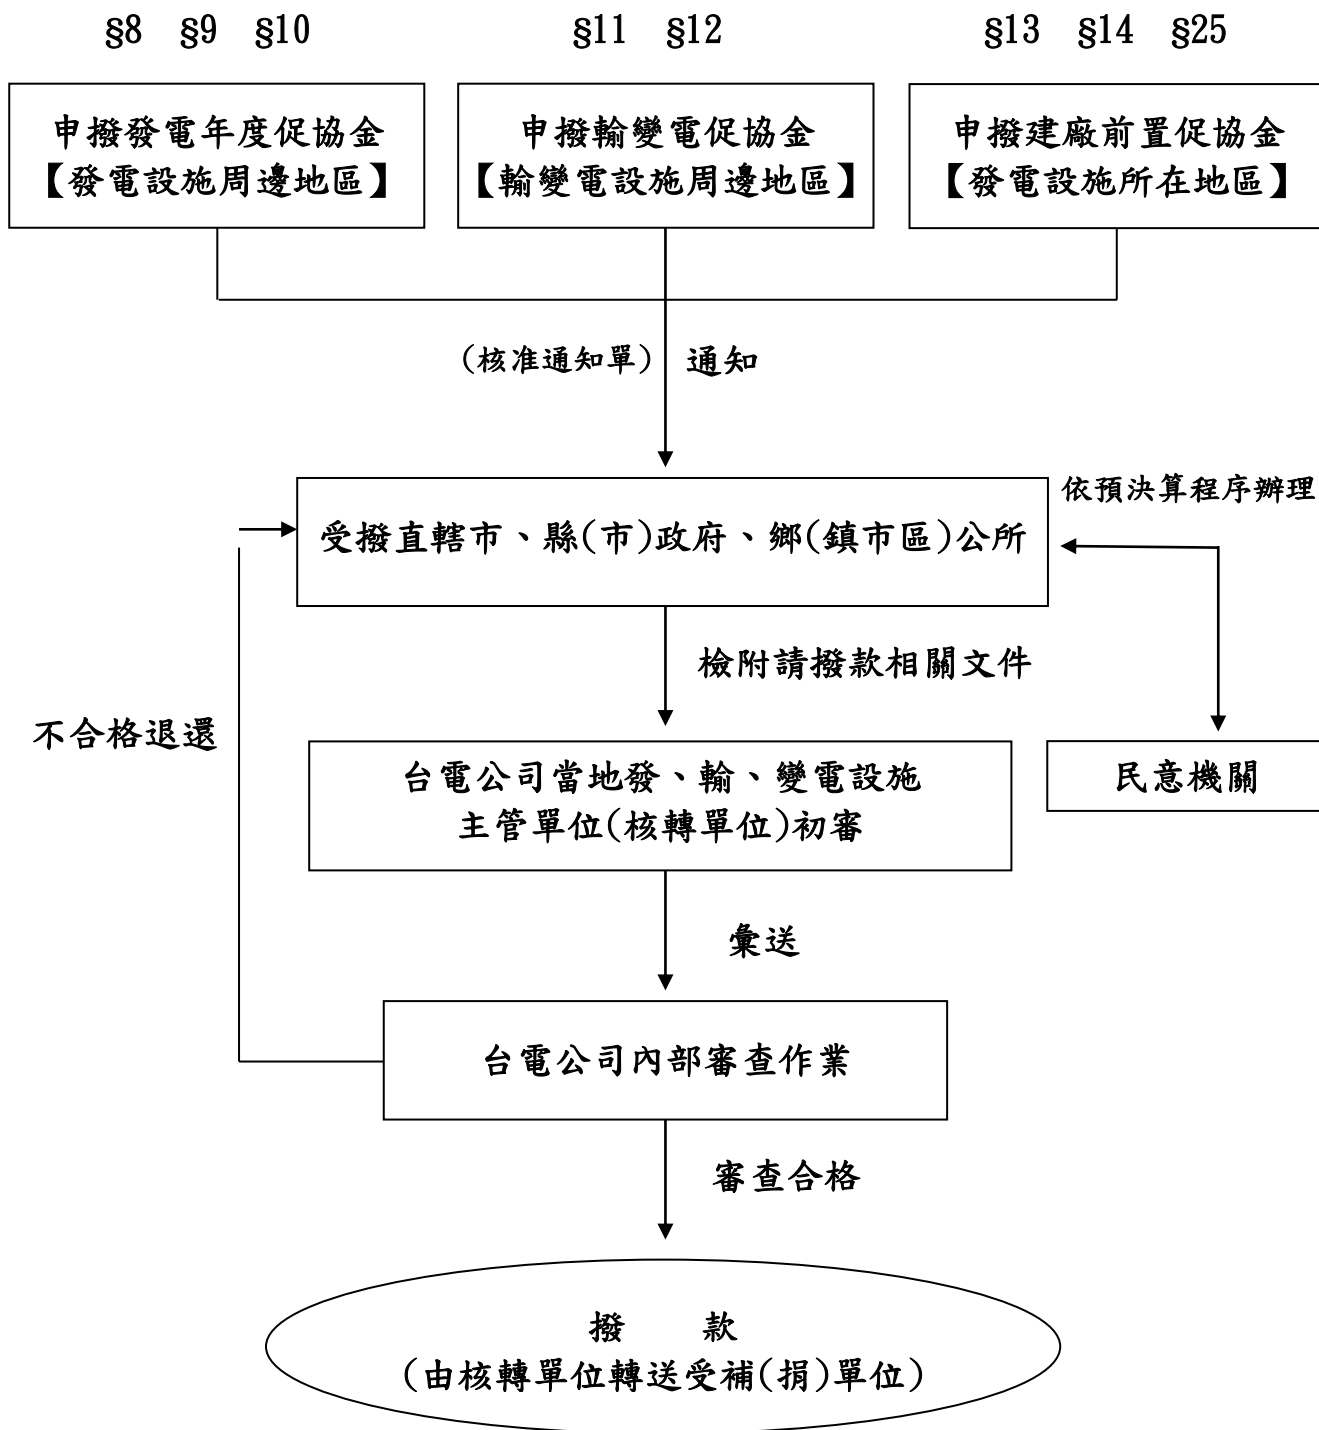 §8 §9 §10
§11 §12
§13 §14 §25
申撥發電年度促協金
【發電設施周邊地區】
申撥輸變電促協金
【輸變電設施周邊地區】
申撥建廠前置促協金
【發電設施所在地區】
(核准通知單) 通知
依預決算程序辦理
受撥直轄市、縣(市)政府、鄉(鎮市區)公所
檢附請撥款相關文件
不合格退還
台電公司當地發、輸、變電設施
主管單位(核轉單位)初審
民意機關
彙送
台電公司內部審查作業
審查合格
撥 款
(由核轉單位轉送受補(捐)單位)